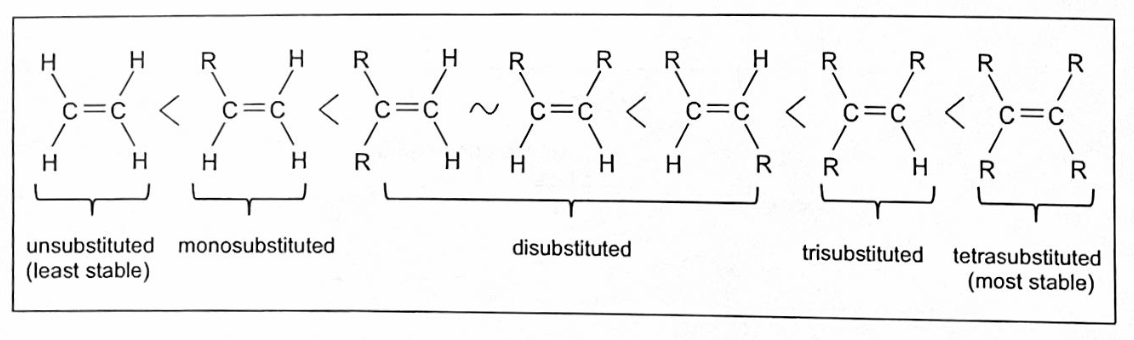 H H R H R H R R R H R R R R
C=C < C=C < C=C ~ C=C < C=C < C=C < C=C
H H H H R H H H H R R H R R
unsubstituted monosubstituted disubstituted trisubstituted tetrasubstituted
(least stable) (most stable)